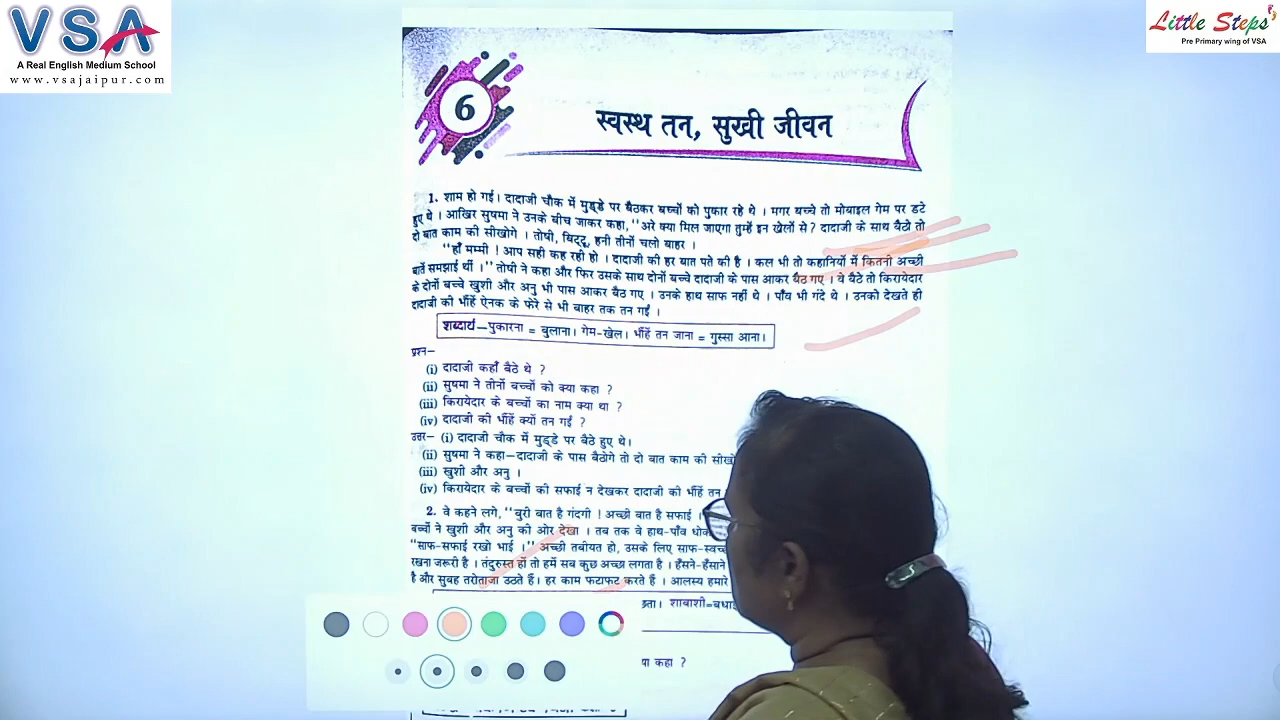 VSA
A Real English Medium School
www.vsajaipur.com
Little Steps
Pre Primary wing of VSA
6
स्वस्थ तन, सुखी जीवन
1. शाम हो गई। दादाजी चौक में मुड्डे पर बैठकर बच्चों को पुकार रहे थे । मगर बच्चे तो मोबाइल गेम पर डटे
हुए थे । आखिर सुषमा ने उनके बीच जाकर कहा, "अरे क्या मिल जाएगा तुम्हें इन खेलों से? दादाजी के साथ बैठो तो
दो बात काम की सीखोगे । तोषी, बिट्टू, हनी तीनों चलो बाहर ।
"हाँ मम्मी ! आप सही कह रही हो । दादाजी की हर बात पते की है । कल भी तो कहानियों में कितनी अच्छी
बातें समझाई थीं ।" तोषी ने कहा और फिर उसके साथ दोनों बच्चे दादाजी के पास आकर बैठ गए । वे बैठे तो किरायेदार
के दोनों बच्चे खुशी और अनु भी पास आकर बैठ गए । उनके हाथ साफ नहीं थे । पाँव भी गंदे थे । उनको देखते ही
दादाजी की भौंहें ऐनक के फ्रेरे से भी बाहर तक तन गईं ।
शब्दार्थ—पुकारना = बुलाना। गेम-खेल। भौंहें तन जाना = गुस्सा आना।
प्रश्न—
(i) दादाजी कहाँ बैठे थे ?
(ii) सुषमा ने तीनों बच्चों को क्या कहा ?
(iii) किरायेदार के बच्चों का नाम क्या था ?
(iv) दादाजी की भौंहें क्यों तन गईं ?
उत्तर— (i) दादाजी चौक में मुड्डे पर बैठे हुए थे।
(ii) सुषमा ने कहा—दादाजी के पास बैठोगे तो दो बात काम की सीखो
(iii) खुशी और अनु ।
(iv) किरायेदार के बच्चों की सफाई न देखकर दादाजी की भौंहें तन
2. वे कहने लगे, "बुरी बात है गंदगी ! अच्छी बात है सफाई ।
बच्चों ने खुशी और अनु की ओर देखा । तब तक वे हाथ-पाँव
"साफ-सफाई रखो भाई ।" अच्छी तबीयत हो, उसके लिए
रखना जरूरी है । तंदुरुस्त हों तो हमें सब कुछ अच्छा लगता है । हँसने-हँसाने
है और सुबह तरोताजा उठते हैं। हर काम फटाफट करते हैं । आलस्य हमारे
शाबाशी=बधाई
कहा ?